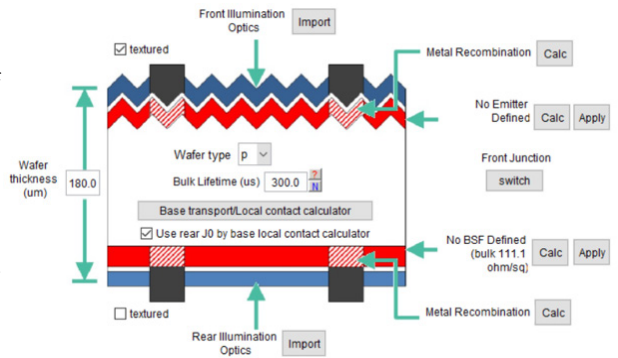 Front Illumination
Optics
Import
textured
Metal Recombination
Calc
No Emitter
Defined
Calc
Apply
Wafer type
p
Front Junction
Wafer
thickness
(um)
180.0
Bulk Lifetime (us)
300.0
?
N
switch
Base transport/Local contact calculator
Use rear J0 by base local contact calculator
No BSF Defined
(bulk 111.1
ohm/sq)
Calc
Apply
textured
Metal Recombination
Calc
Rear Illumination
Optics
Import